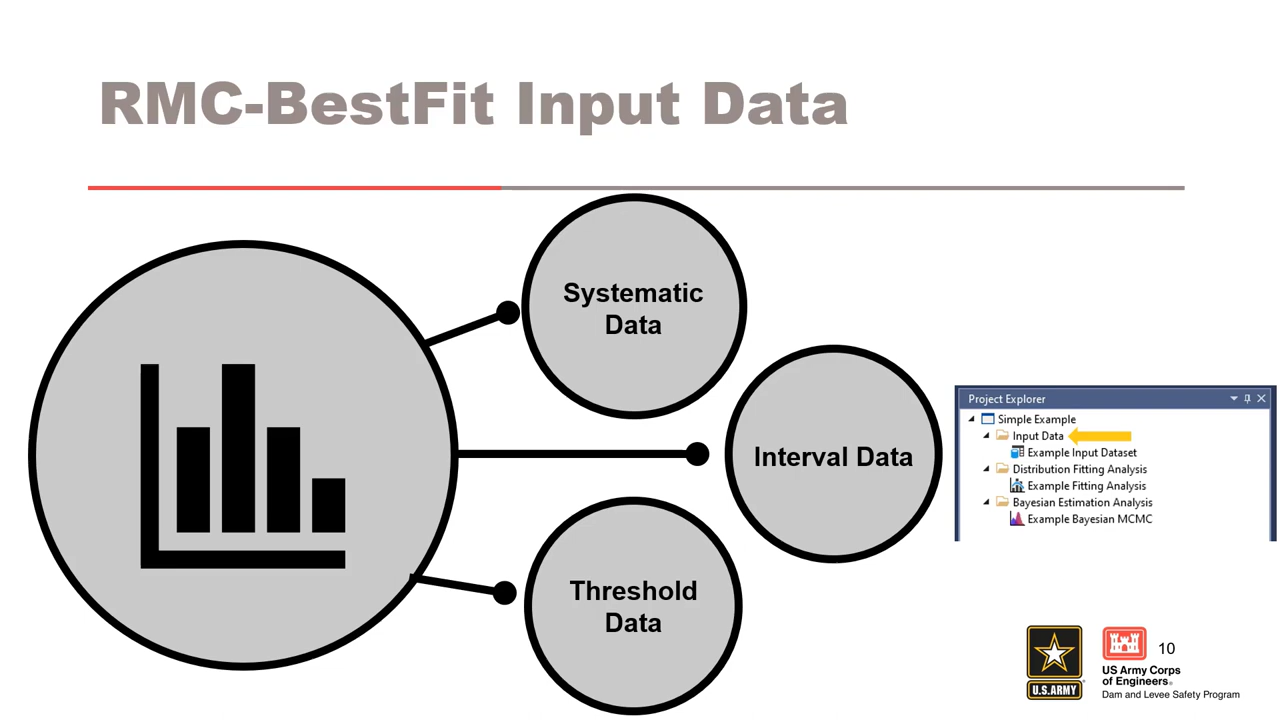 RMC-BestFit Input Data
Systematic
Data
Interval Data
Threshold
Data
Project Explorer
Simple Example
Input Data
Example Input Dataset
Distribution Fitting Analysis
Example Fitting Analysis
Bayesian Estimation Analysis
Example Bayesian MCMC
U.S.ARMY
10
US Army Corps
of Engineers®
Dam and Levee Safety Program